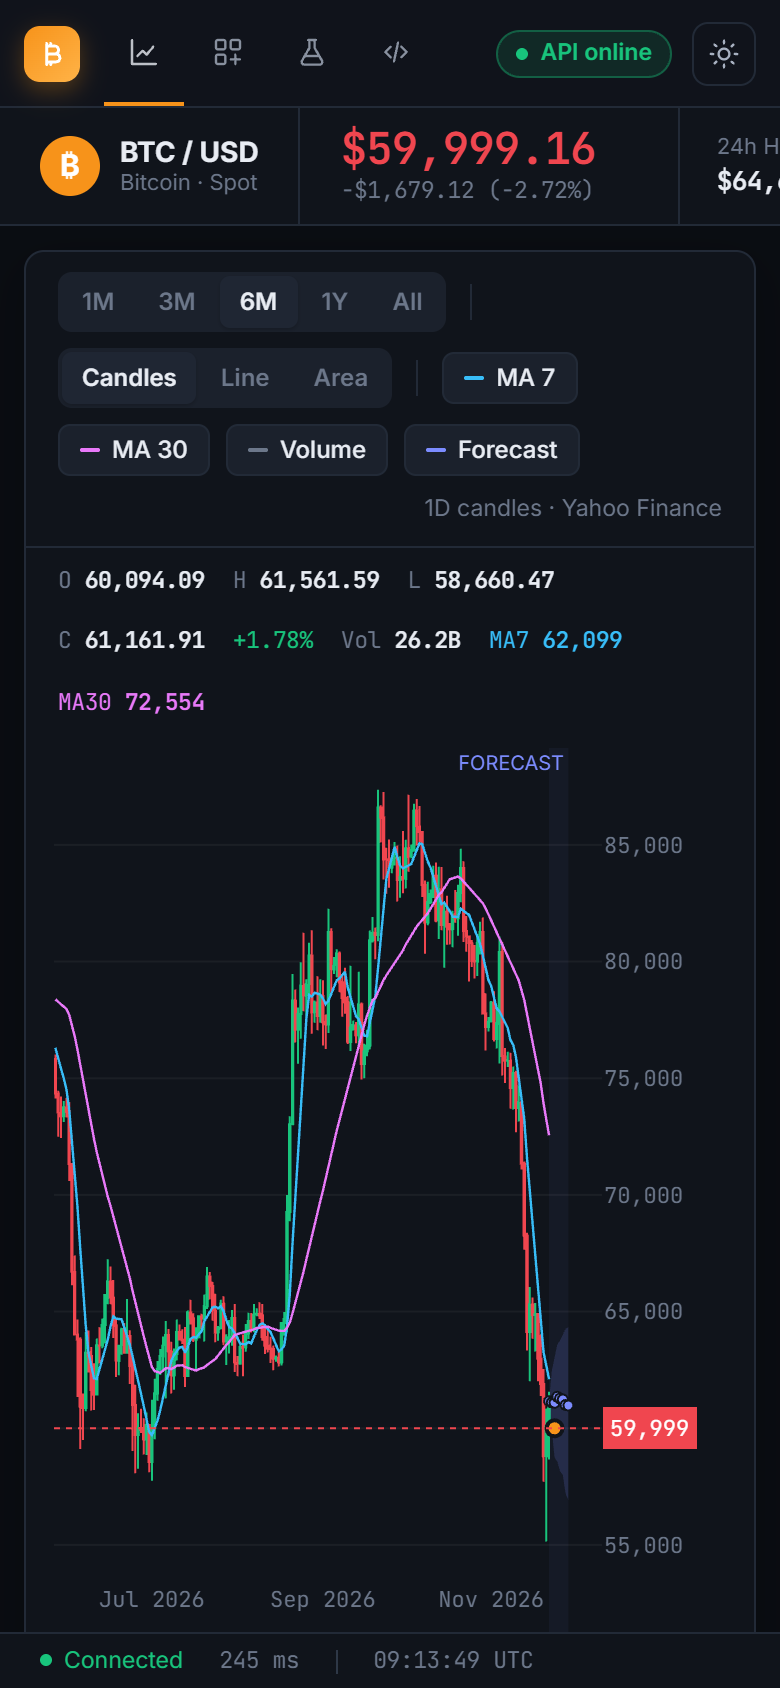 API online
BTC / USD
Bitcoin · Spot
$59,999.16
-$1,679.12 (-2.72%)
24h H
$64,
1M 3M 6M 1Y All
Candles Line Area MA 7
MA 30 Volume Forecast
1D candles · Yahoo Finance
O 60,094.09 H 61,561.59 L 58,660.47
C 61,161.91 +1.78% Vol 26.2B MA7 62,099
MA30 72,554
FORECAST
85,000
80,000
75,000
70,000
65,000
59,999
55,000
Jul 2026 Sep 2026 Nov 2026
Connected 245 ms 09:13:49 UTC